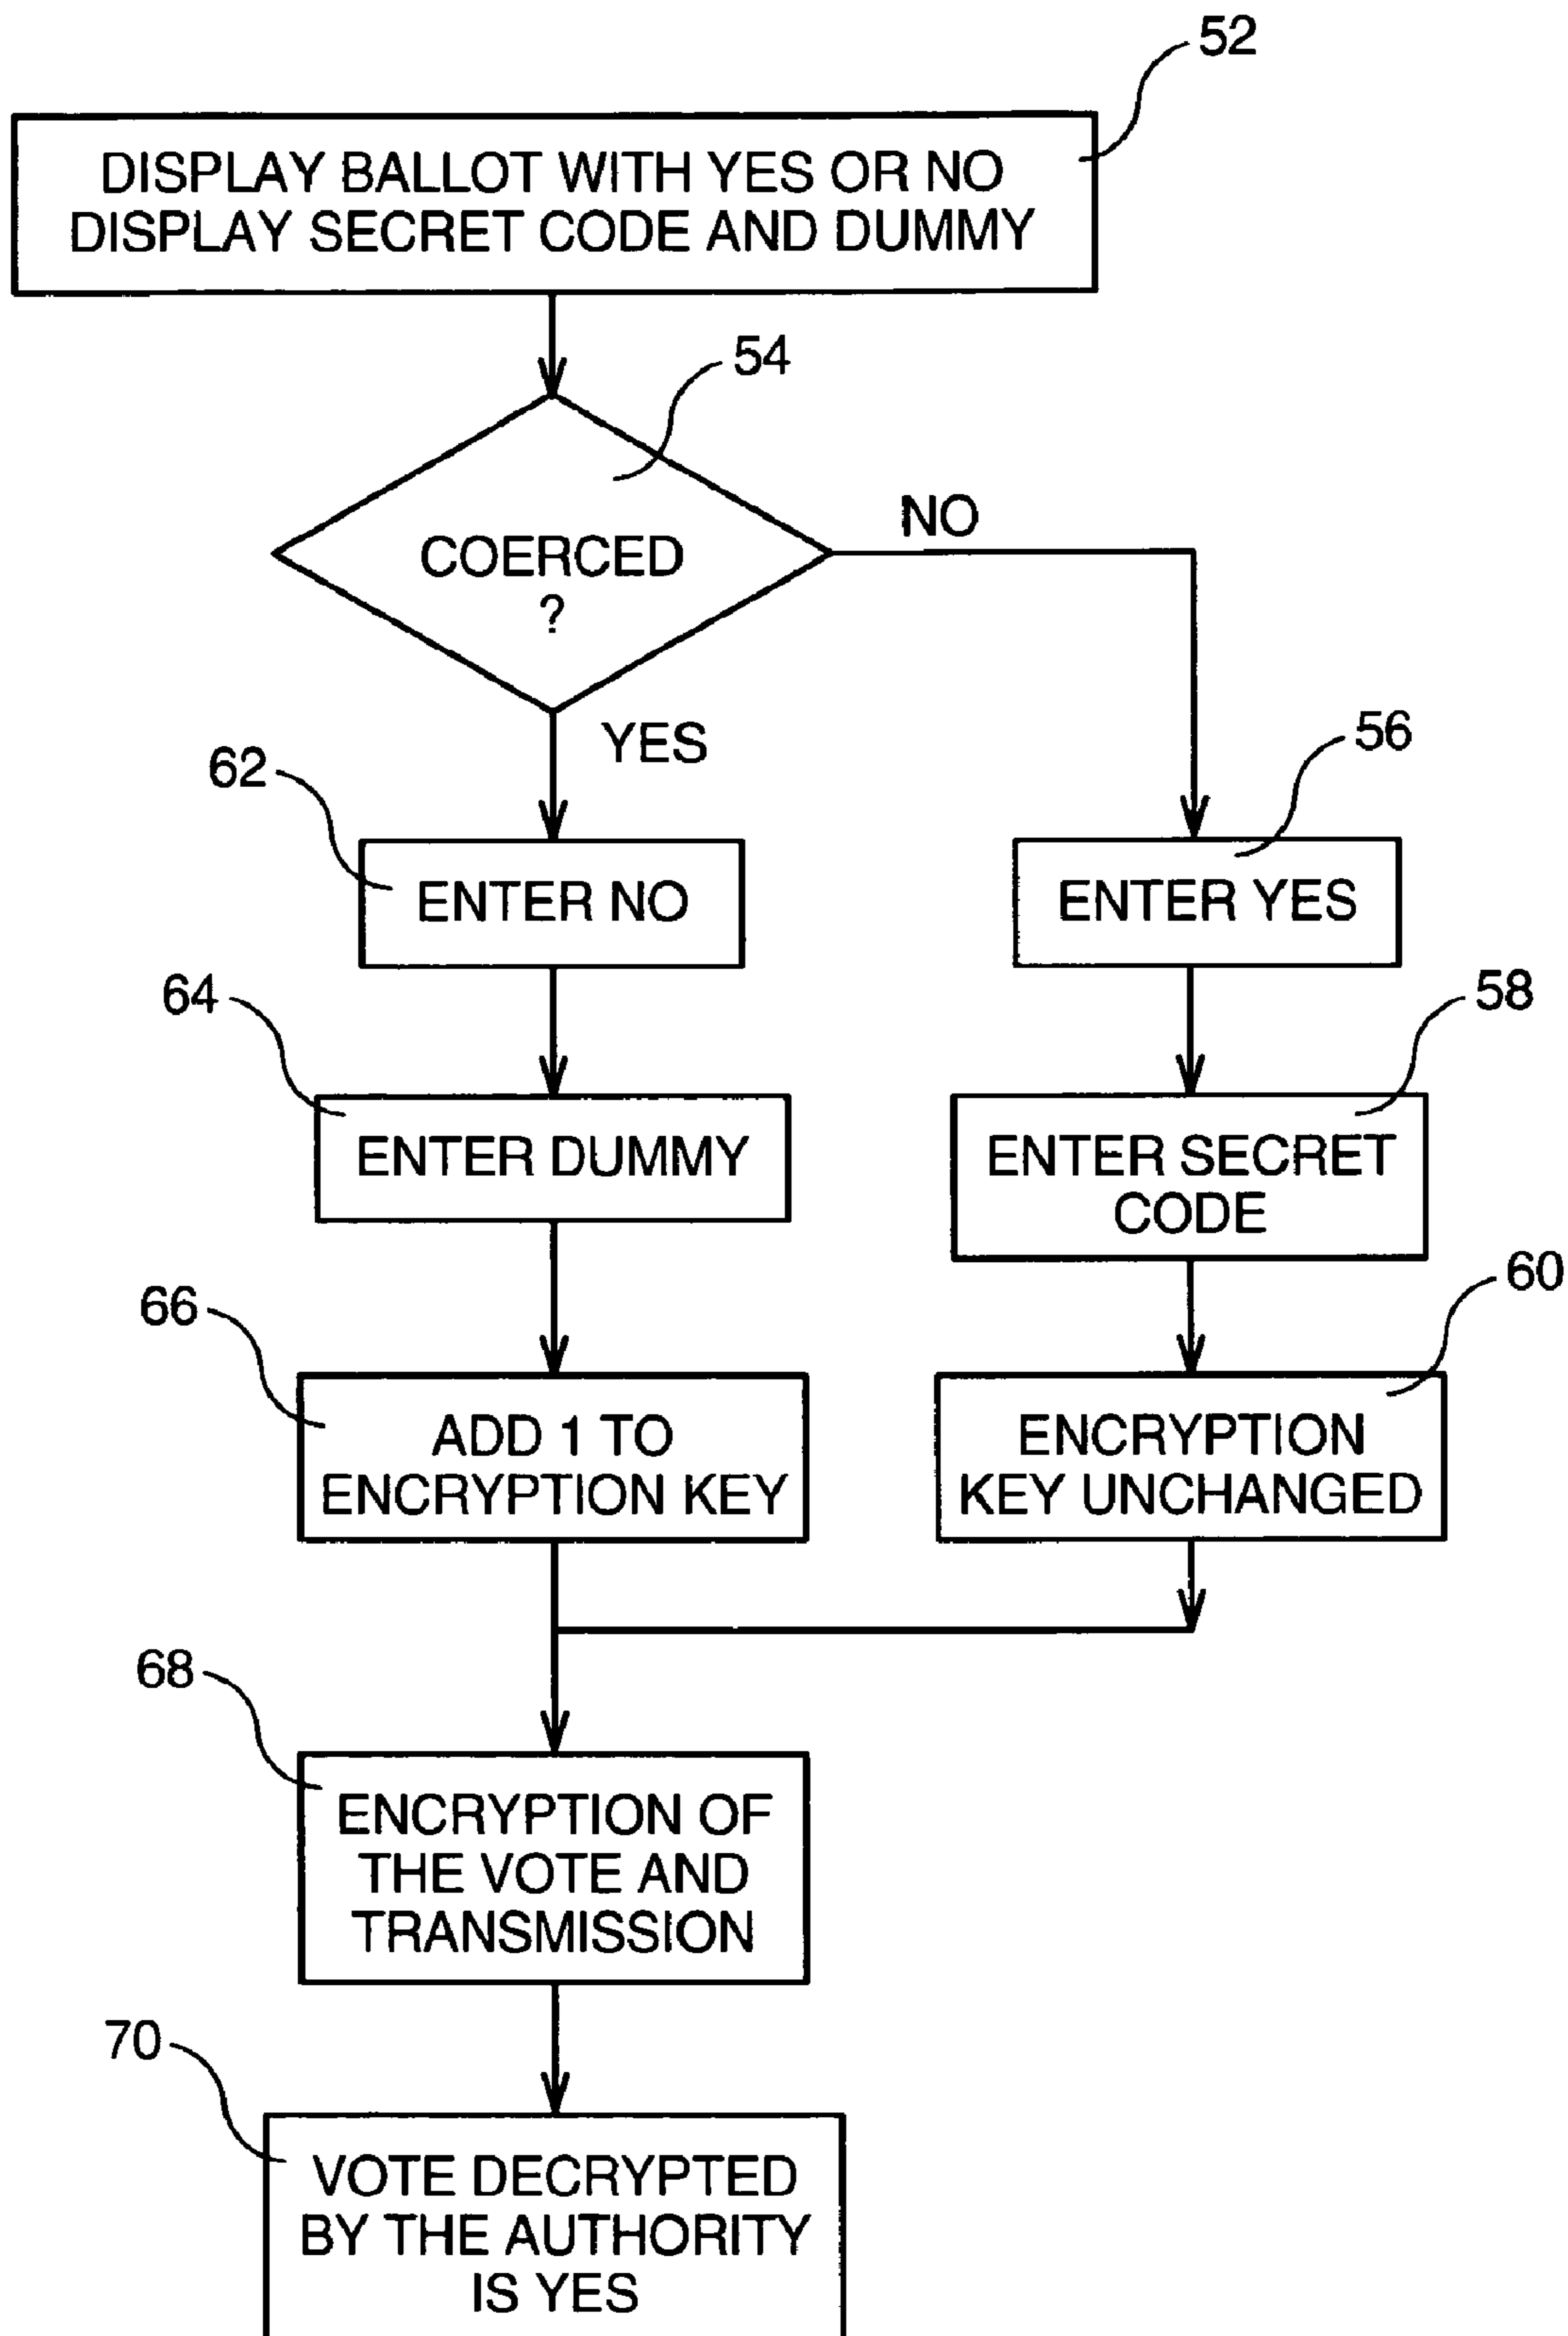 52
DISPLAY BALLOT WITH YES OR NO
DISPLAY SECRET CODE AND DUMMY
54
COERCED
?
NO
YES
62
ENTER NO
56
ENTER YES
64
ENTER DUMMY
58
ENTER SECRET
CODE
66
ADD 1 TO
ENCRYPTION KEY
60
ENCRYPTION
KEY UNCHANGED
68
ENCRYPTION OF
THE VOTE AND
TRANSMISSION
70
VOTE DECRYPTED
BY THE AUTHORITY
IS YES